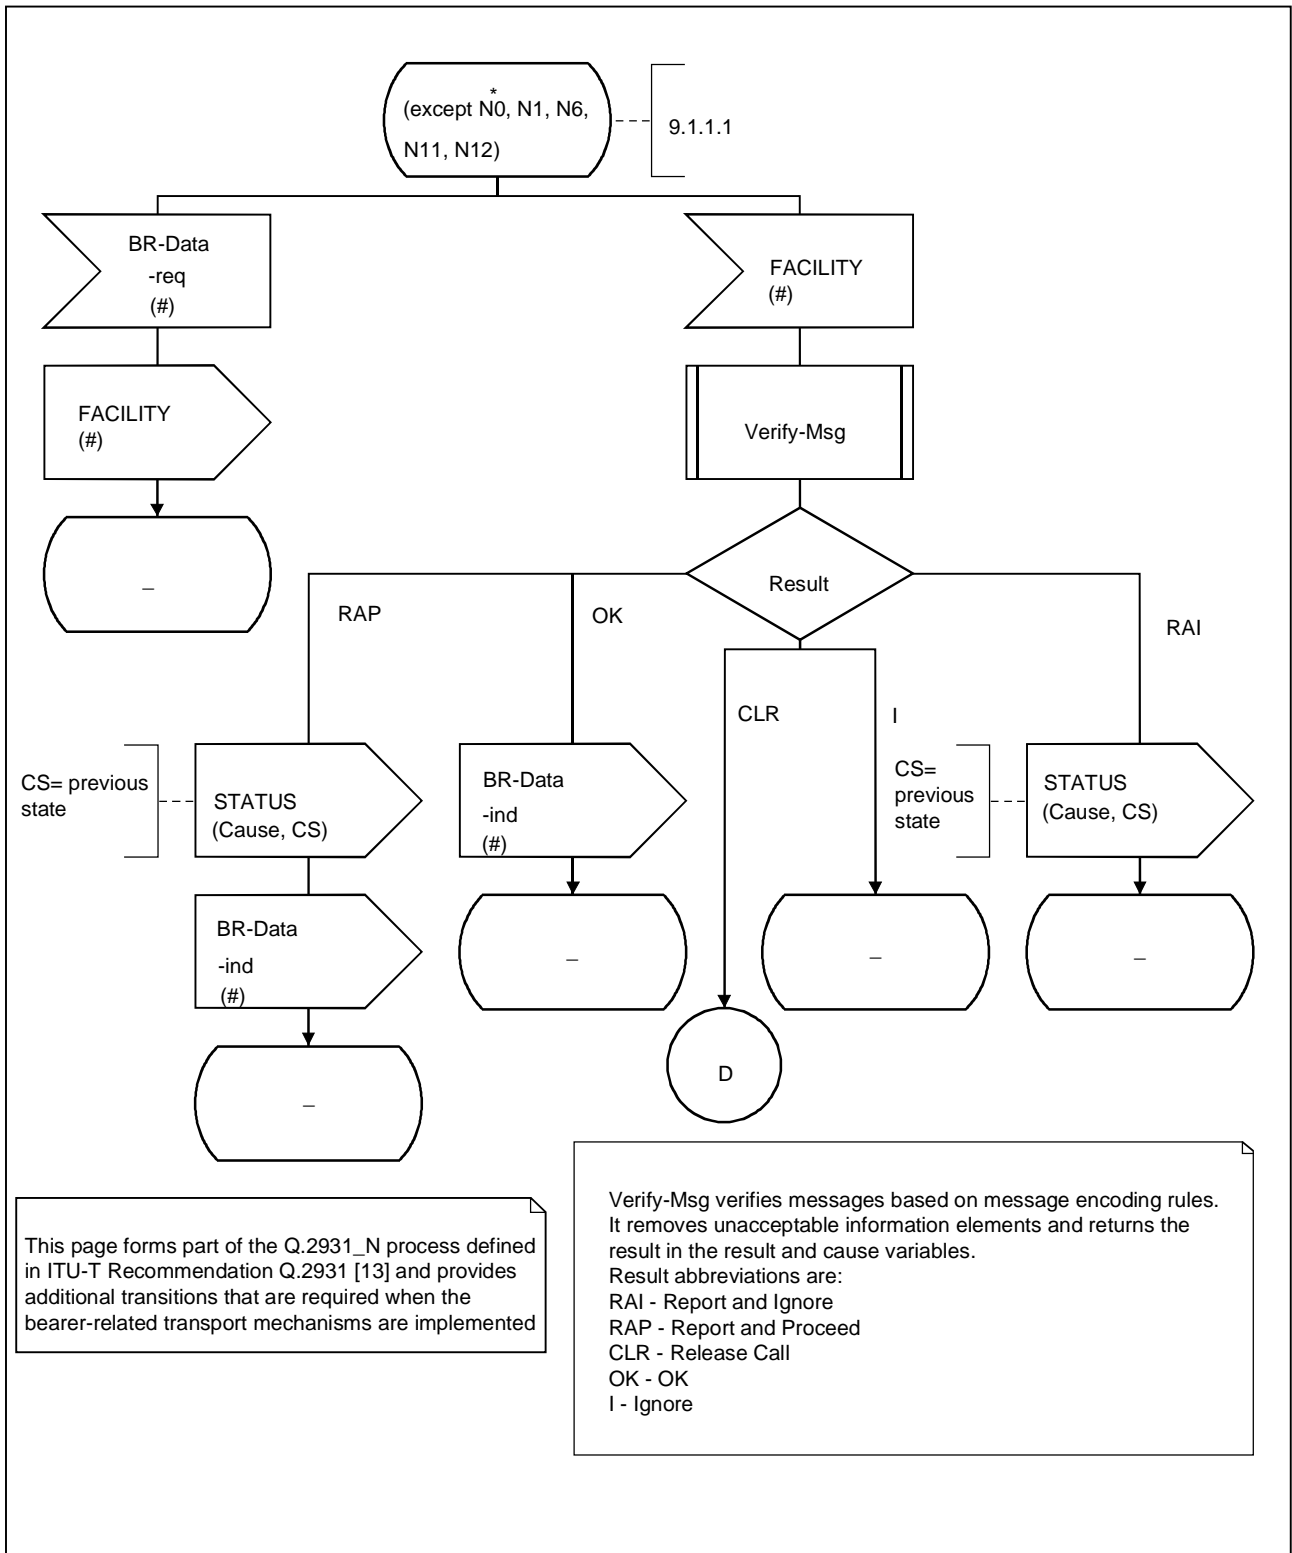 *
(except N0, N1, N6,
N11, N12)
9.1.1.1
BR-Data
-req
(#)
FACILITY
(#)
FACILITY
(#)
Verify-Msg
_
Result
RAP
OK
RAI
CLR
I
CS= previous
state
STATUS
(Cause, CS)
BR-Data
-ind
(#)
CS=
previous
state
STATUS
(Cause, CS)
BR-Data
-ind
(#)
_
_
_
D
_
This page forms part of the Q.2931_N process defined
in ITU-T Recommendation Q.2931 [13] and provides
additional transitions that are required when the
bearer-related transport mechanisms are implemented
Verify-Msg verifies messages based on message encoding rules.
It removes unacceptable information elements and returns the
result in the result and cause variables.
Result abbreviations are:
RAI - Report and Ignore
RAP - Report and Proceed
CLR - Release Call
OK - OK
I - Ignore